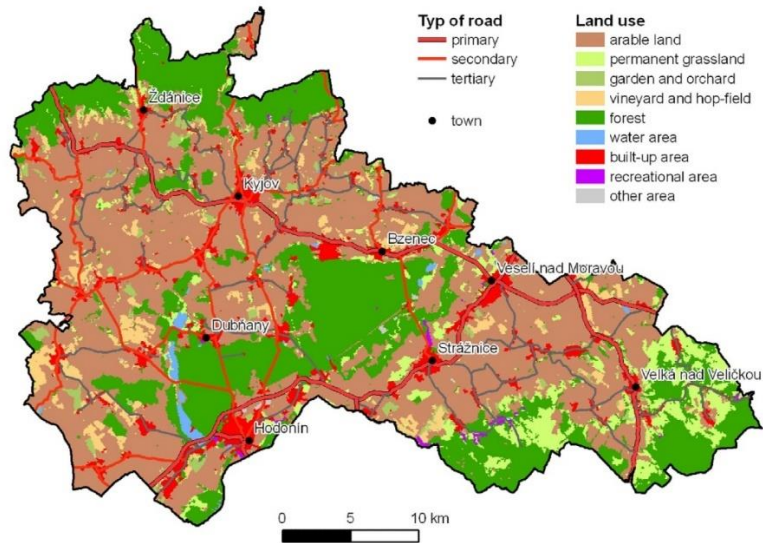 Typ of road
primary
secondary
tertiary
town
Land use
arable land
permanent grassland
garden and orchard
vineyard and hop-field
forest
water area
built-up area
recreational area
other area
Ždánice
Kyjov
Bzenec
Veselí nad Moravou
Dubňany
Strážnice
Velká nad Veličkou
Hodonín
0 5 10 km